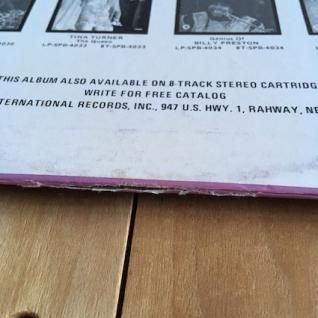 TINA TURNER
The Queen
LP-SPB-4033 8T-SPB-4033
Genius Of
BILLY PRESTON
LP-SPB-4034 8T-SPB-4034
THIS ALBUM ALSO AVAILABLE ON 8-TRACK STEREO CARTRIDG
WRITE FOR FREE CATALOG
TERNATIONAL RECORDS, INC., 947 U.S. HWY. 1, RAHWAY, NE